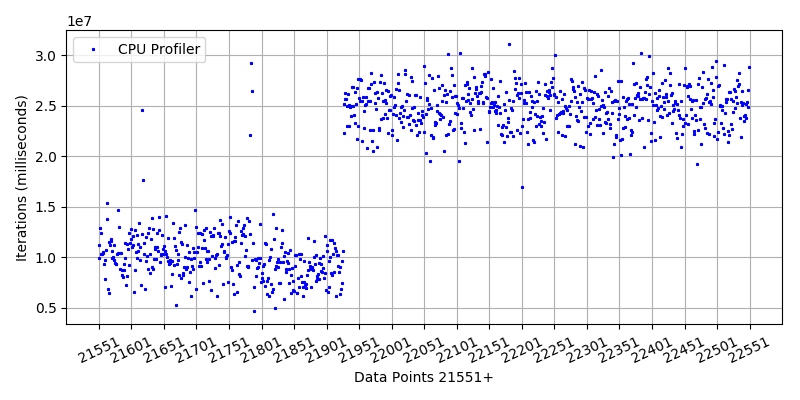 1e7
CPU Profiler
3.0
2.5
2.0
1.5
1.0
0.5
Iterations (milliseconds)
21551 21601 21651 21701 21751 21801 21851 21901 21951 22001 22051 22101 22151 22201 22251 22301 22351 22401 22451 22501 22551
Data Points 21551+